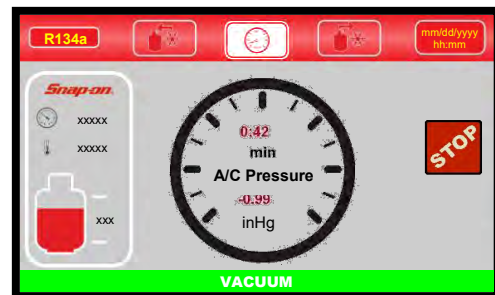 R134a
mm/dd/yyyy
hh:mm
Snap-on.
xxxxx
xxxxx
xxx
0:42
min
A/C Pressure
-0.99
inHg
STOP
VACUUM